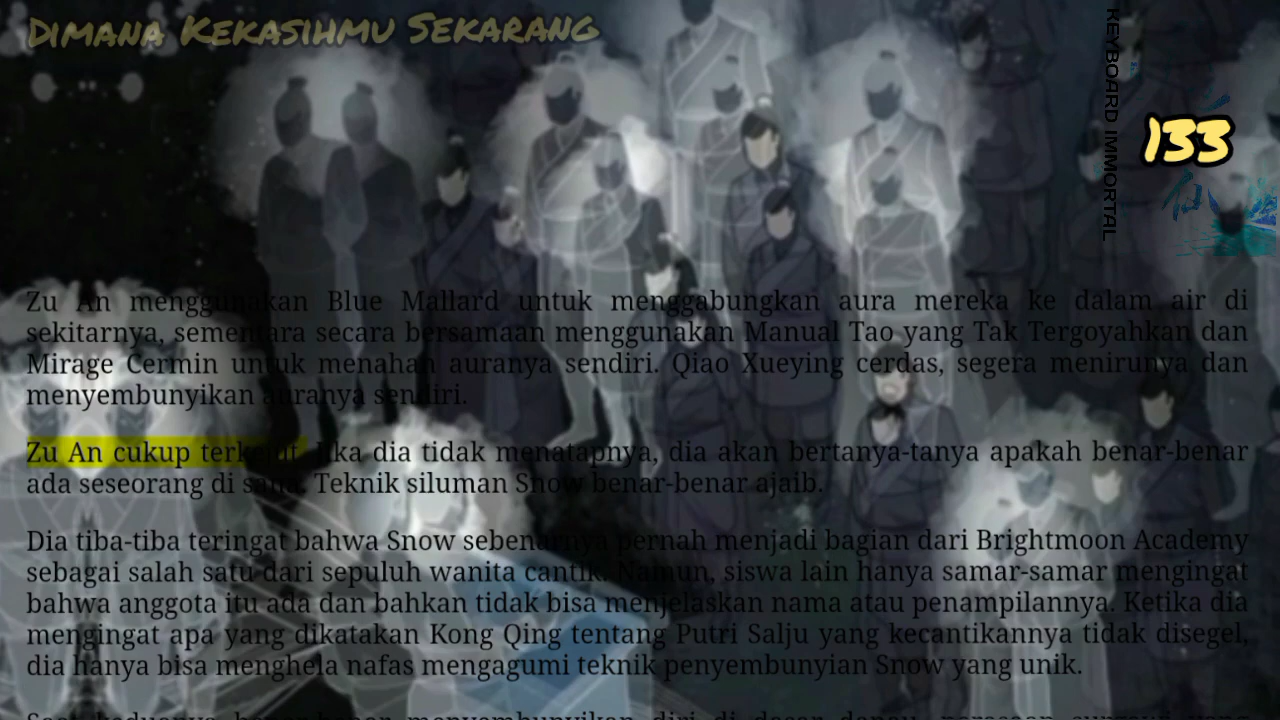 Dimana Kekasihmu Sekarang
KEYBOARD IMMORTAL
133
Zu An menggunakan Blue Mallard untuk menggabungkan aura mereka ke dalam air di
sekitarnya, sementara secara bersamaan menggunakan Manual Tao yang Tak Tergoyahkan dan
Mirage Cermin untuk menahan auranya sendiri. Qiao Xueying cerdas, segera menirunya dan
menyembunyikan auranya sendiri.
Zu An cukup terkejut. Jika dia tidak menatapnya, dia akan bertanya-tanya apakah benar-benar
ada seseorang di sana. Teknik siluman Snow benar-benar ajaib.
Dia tiba-tiba teringat bahwa Snow sebenarnya pernah menjadi bagian dari Brightmoon Academy
sebagai salah satu dari sepuluh wanita cantik. Namun, siswa lain hanya samar-samar mengingat
bahwa anggota itu ada dan bahkan tidak bisa menjelaskan nama atau penampilannya. Ketika dia
mengingat apa yang dikatakan Kong Qing tentang Putri Salju yang kecantikannya tidak disegel,
dia hanya bisa menghela nafas mengagumi teknik penyembunyian Snow yang unik.